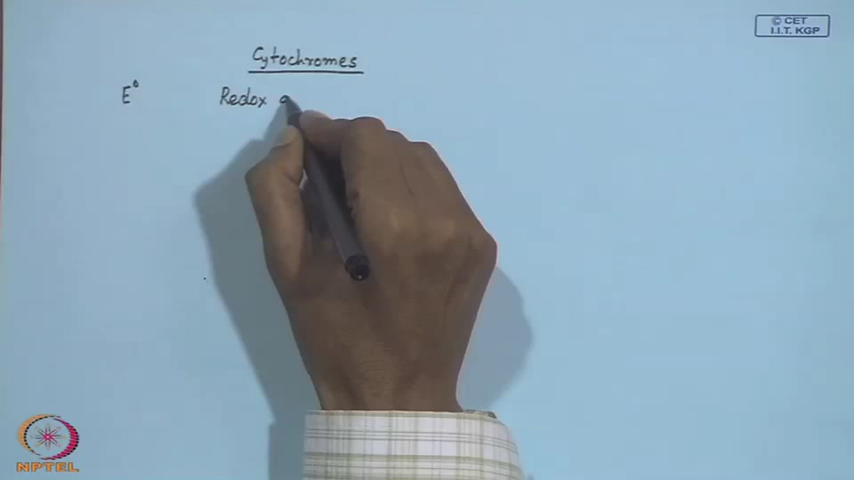 © CET
I.I.T. KGP
Cytochromes
E° Redox
NPTEL